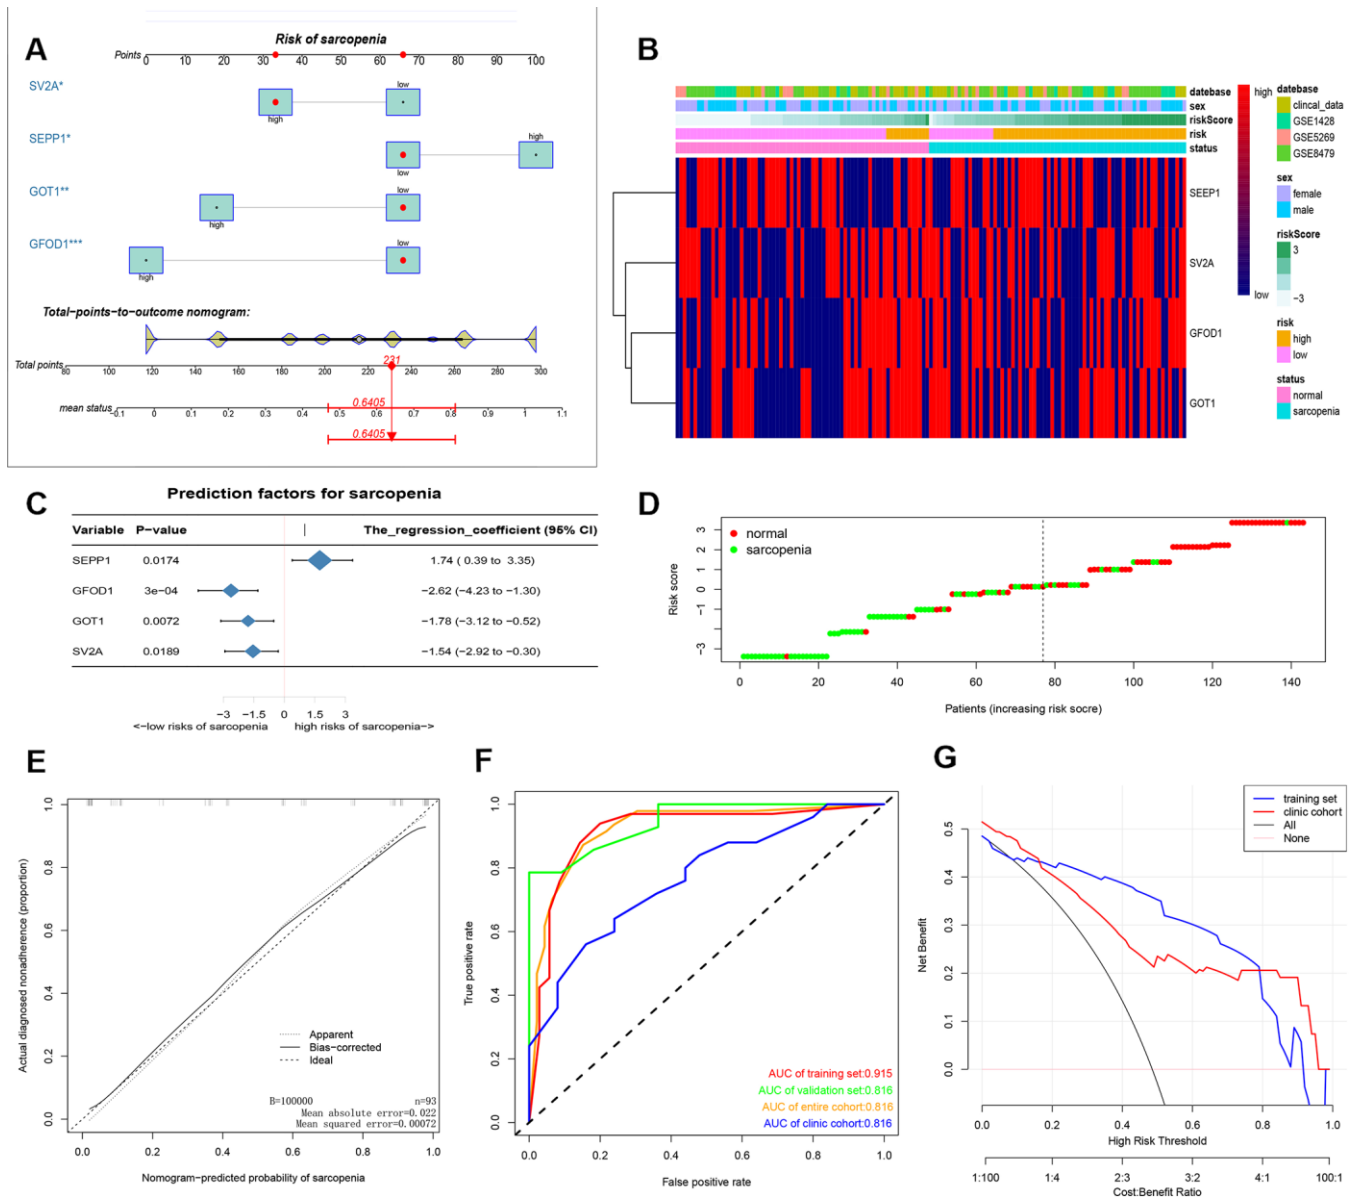 A
Risk of sarcopenia
Points
0 10 20 30 40 50 60 70 80 90 100
SV2A*
high
low
SEPP1*
low
high
GOT1**
high
low
GFOD1***
high
low
Total-points-to-outcome nomogram:
231
Total points
80 100 120 140 160 180 200 220 240 260 280 300
0.6405
mean status
-0.1 0 0.1 0.2 0.3 0.4 0.5 0.6 0.7 0.8 0.9 1 1.1
0.6405
B
datebase
sex
riskScore
risk
status
SEEP1
SV2A
GFOD1
GOT1
high
low
datebase
clincal_data
GSE1428
GSE5269
GSE8479
sex
female
male
riskScore
3
-3
risk
high
low
status
normal
sarcopenia
C
Prediction factors for sarcopenia
Variable P-value The_regression_coefficient (95% CI)
SEPP1 0.0174 1.74 ( 0.39 to 3.35)
GFOD1 3e-04 -2.62 (-4.23 to -1.30)
GOT1 0.0072 -1.78 (-3.12 to -0.52)
SV2A 0.0189 -1.54 (-2.92 to -0.30)
-3 -1.5 0 1.5 3
<-low risks of sarcopenia high risks of sarcopenia->
D
normal
sarcopenia
Risk score
3
2
1
0
-1
-3
0 20 40 60 80 100 120 140
Patients (increasing risk socre)
E
Actual diagnosed nonadherence (proportion)
1.0
0.8
0.6
0.4
0.2
0.0
Apparent
Bias-corrected
Ideal
B=100000 n=93
Mean absolute error=0.022
Mean squared error=0.00072
0.0 0.2 0.4 0.6 0.8 1.0
Nomogram-predicted probability of sarcopenia
F
True positive rate
1.0
0.8
0.6
0.4
0.2
0.0
AUC of training set:0.915
AUC of validation set:0.816
AUC of entire cohort:0.816
AUC of clinic cohort:0.816
0.0 0.2 0.4 0.6 0.8 1.0
False positive rate
G
training set
clinic cohort
All
None
Net Benefit
0.5
0.4
0.3
0.2
0.1
0.0
0.0 0.2 0.4 0.6 0.8 1.0
High Risk Threshold
1:100 1:4 2:3 3:2 4:1 100:1
Cost:Benefit Ratio